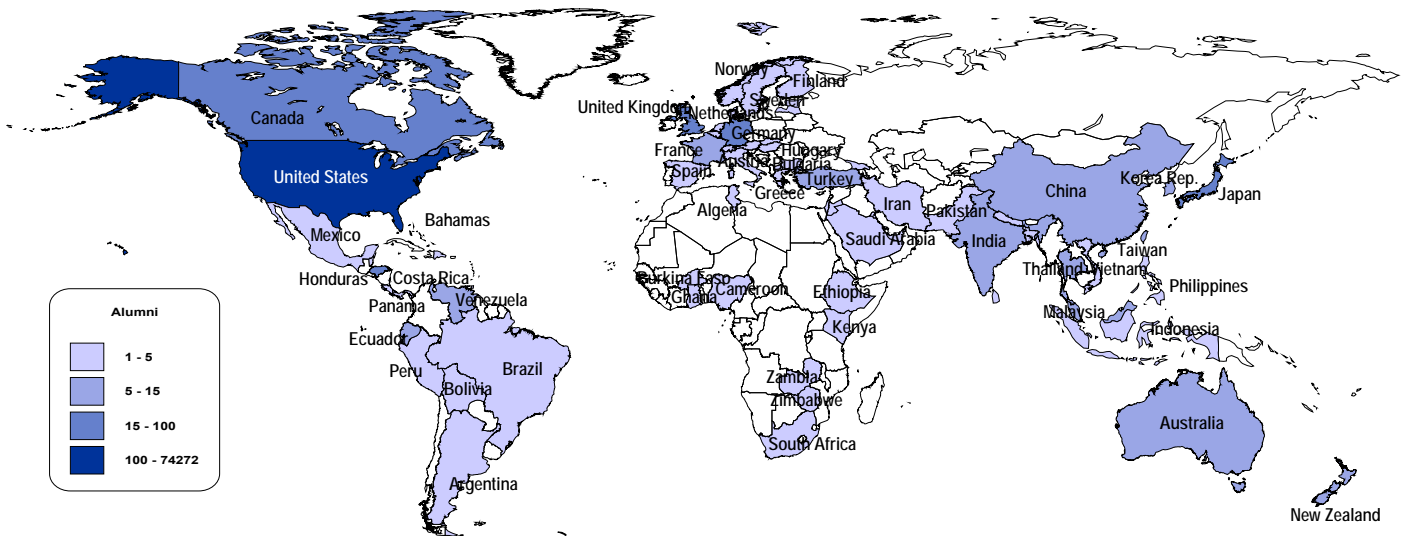 Norway
Finland
Sweden
United Kingdom
Netherlands
Canada
Germany
France
Hungary
Austria
Bulgaria
Spain
United States
Turkey
Korea Rep.
China
Japan
Greece
Iran
Algeria
Pakistan
Bahamas
Mexico
Saudi Arabia
India
Taiwan
Honduras
Costa Rica
Burkina Faso
Thailand
Vietnam
Philippines
Panama
Venezuela
Ghana
Cameroon
Ethiopia
Malaysia
Ecuador
Kenya
Indonesia
Peru
Brazil
Bolivia
Zambia
Zimbabwe
Australia
South Africa
Argentina
New Zealand
Alumni
1 - 5
5 - 15
15 - 100
100 - 74272